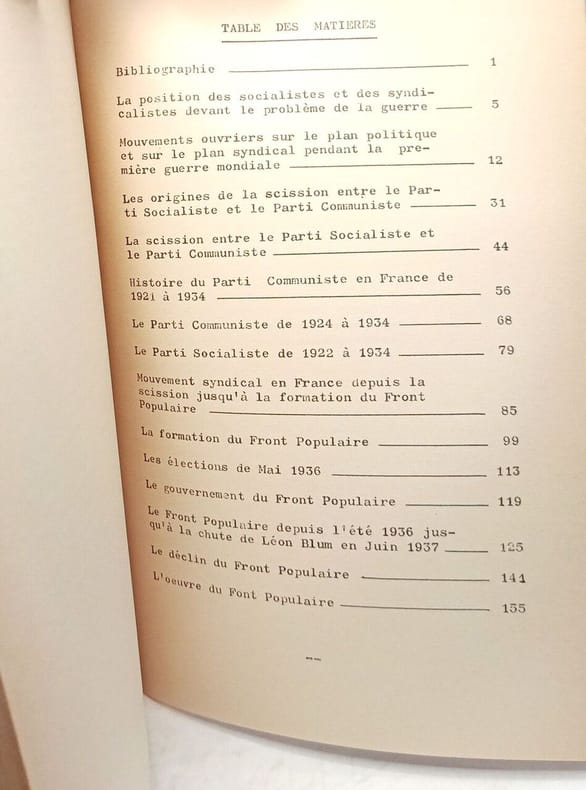 TABLE DES MATIERES
Bibliographie 1
La position des socialistes et des syndi-
calistes devant le problème de la guerre 5
Mouvements ouvriers sur le plan politique
et sur le plan syndical pendant la pre-
mière guerre mondiale 12
Les origines de la scission entre le Par-
ti Socialiste et le Parti Communiste 31
La scission entre le Parti Socialiste et
le Parti Communiste 44
Histoire du Parti Communiste en France de
1921 à 1934 56
Le Parti Communiste de 1924 à 1934 68
Le Parti Socialiste de 1922 à 1934 79
Mouvement syndical en France depuis la
scission jusqu'à la formation du Front
Populaire 85
La formation du Front Populaire 99
Les élections de Mai 1936 113
Le gouvernement du Front Populaire 119
Le Front Populaire depuis l'été 1936 jus-
qu'à la chute de Léon Blum en Juin 1937 125
Le déclin du Front Populaire 141
L'oeuvre du Font Populaire 155